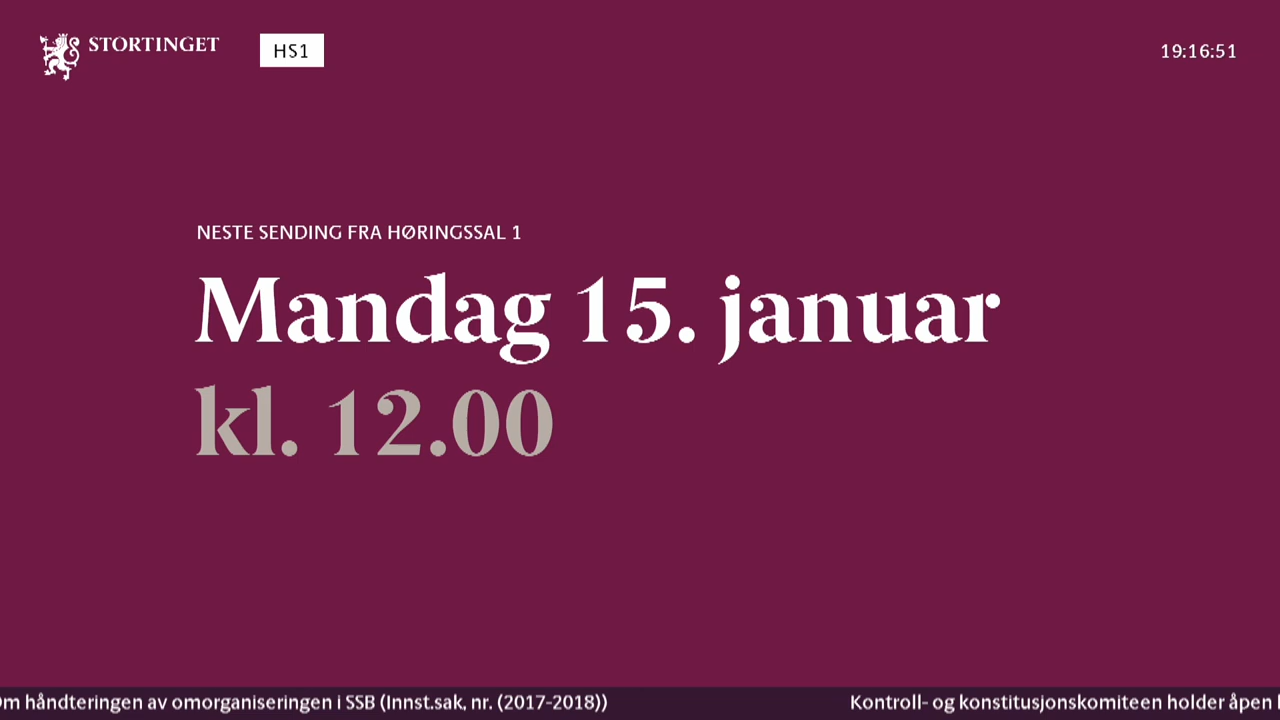 STORTINGET
HS1
19:16:51
NESTE SENDING FRA HØRINGSSAL 1
Mandag 15. januar
kl. 12.00
håndteringen av omorganiseringen i SSB (Innst.sak, nr. (2017-2018))
Kontroll- og konstitusjonskomiteen holder åpen